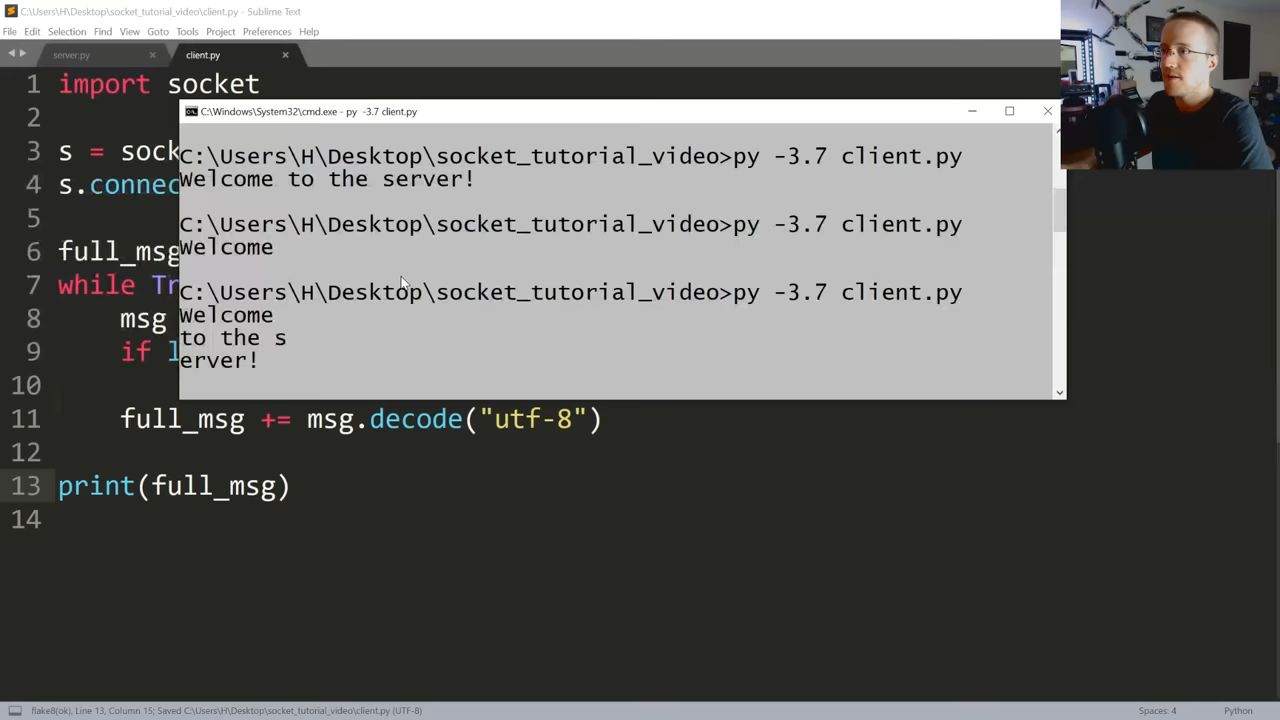 C:\Users\H\Desktop\socket_tutorial_video\client.py - Sublime Text
File Edit Selection Find View Goto Tools Project Preferences Help
server.py × client.py ×
1 import socket
C:\Windows\System32\cmd.exe - py -3.7 client.py
2
C:\Users\H\Desktop\socket_tutorial_video>py -3.7 client.py
3 s = sock
Welcome to the server!
4 s.connec
5
C:\Users\H\Desktop\socket_tutorial_video>py -3.7 client.py
6 full_msg
Welcome
7 while Tr
C:\Users\H\Desktop\socket_tutorial_video>py -3.7 client.py
8 msg
Welcome
to the s
9 if l
erver!
10
11 full_msg += msg.decode("utf-8")
12
13 print(full_msg)
14
flake8(ok), Line 13, Column 15; Saved C:\Users\H\Desktop\socket_tutorial_video\client.py (UTF-8) Spaces: 4 Python